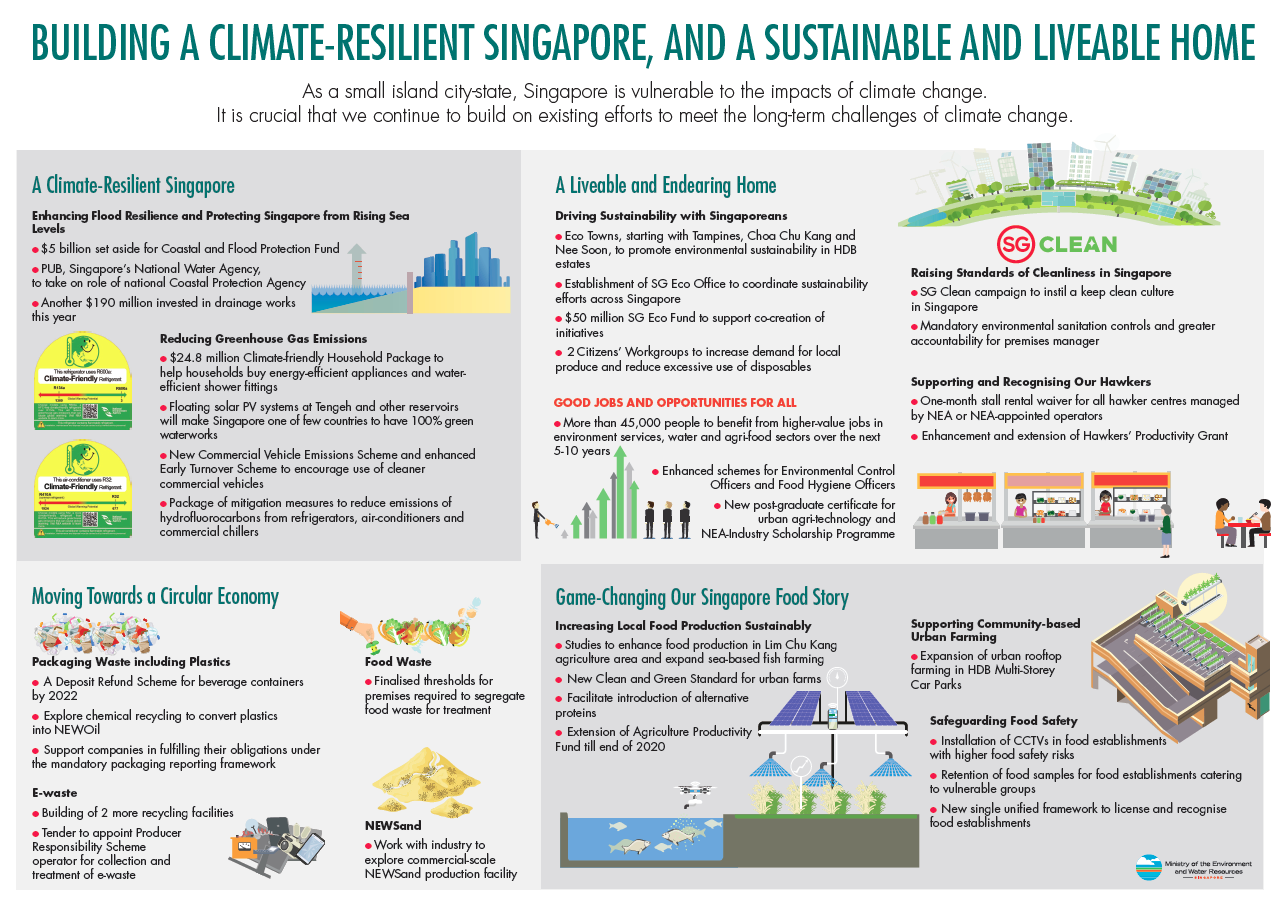 BUILDING A CLIMATE-RESILIENT SINGAPORE, AND A SUSTAINABLE AND LIVEABLE HOME
As a small island city-state, Singapore is vulnerable to the impacts of climate change.
It is crucial that we continue to build on existing efforts to meet the long-term challenges of climate change.
A Climate-Resilient Singapore
Enhancing Flood Resilience and Protecting Singapore from Rising Sea
Levels
● $5 billion set aside for Coastal and Flood Protection Fund
● PUB, Singapore's National Water Agency,
to take on role of national Coastal Protection Agency
● Another $190 million invested in drainage works
this year
This refrigerator uses R600a:
Climate-Friendly Refrigerant
R134a
R600a
1300
3
This air-conditioner uses R32:
Climate-Friendly Refrigerant
R410A
R32
1924
677
Reducing Greenhouse Gas Emissions
● $24.8 million Climate-friendly Household Package to
help households buy energy-efficient appliances and water-
efficient shower fittings
● Floating solar PV systems at Tengeh and other reservoirs
will make Singapore one of few countries to have 100% green
waterworks
● New Commercial Vehicle Emissions Scheme and enhanced
Early Turnover Scheme to encourage use of cleaner
commercial vehicles
● Package of mitigation measures to reduce emissions of
hydrofluorocarbons from refrigerators, air-conditioners and
commercial chillers
A Liveable and Endearing Home
Driving Sustainability with Singaporeans
● Eco Towns, starting with Tampines, Choa Chu Kang and
Nee Soon, to promote environmental sustainability in HDB
estates
● Establishment of SG Eco Office to coordinate sustainability
efforts across Singapore
● $50 million SG Eco Fund to support co-creation of
initiatives
● 2 Citizens' Workgroups to increase demand for local
produce and reduce excessive use of disposables
GOOD JOBS AND OPPORTUNITIES FOR ALL
● More than 45,000 people to benefit from higher-value jobs in
environment services, water and agri-food sectors over the next
5-10 years
● Enhanced schemes for Environmental Control
Officers and Food Hygiene Officers
● New post-graduate certificate for
urban agri-technology and
NEA-Industry Scholarship Programme
SG CLEAN
Raising Standards of Cleanliness in Singapore
● SG Clean campaign to instil a keep clean culture
in Singapore
● Mandatory environmental sanitation controls and greater
accountability for premises manager
Supporting and Recognising Our Hawkers
● One-month stall rental waiver for all hawker centres managed
by NEA or NEA-appointed operators
● Enhancement and extension of Hawkers' Productivity Grant
Moving Towards a Circular Economy
Packaging Waste including Plastics
● A Deposit Refund Scheme for beverage containers
by 2022
● Explore chemical recycling to convert plastics
into NEWOil
● Support companies in fulfilling their obligations under
the mandatory packaging reporting framework
E-waste
● Building of 2 more recycling facilities
● Tender to appoint Producer
Responsibility Scheme
operator for collection and
treatment of e-waste
Food Waste
● Finalised thresholds for
premises required to segregate
food waste for treatment
NEWSand
● Work with industry to
explore commercial-scale
NEWSand production facility
Game-Changing Our Singapore Food Story
Increasing Local Food Production Sustainably
● Studies to enhance food production in Lim Chu Kang
agriculture area and expand sea-based fish farming
● New Clean and Green Standard for urban farms
● Facilitate introduction of alternative
proteins
● Extension of Agriculture Productivity
Fund till end of 2020
Supporting Community-based
Urban Farming
● Expansion of urban rooftop
farming in HDB Multi-Storey
Car Parks
Safeguarding Food Safety
● Installation of CCTVs in food establishments
with higher food safety risks
● Retention of food samples for food establishments catering
to vulnerable groups
● New single unified framework to license and recognise
food establishments
Ministry of the Environment
and Water Resources
SINGAPORE